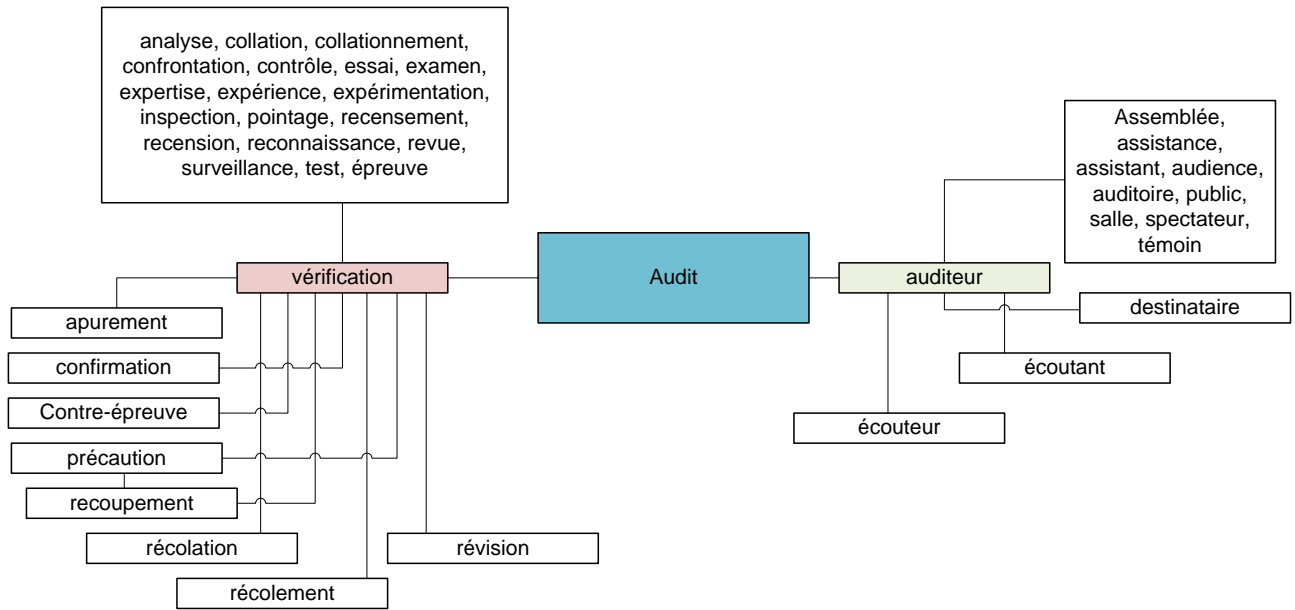 analyse, collation, collationnement,
confrontation, contrôle, essai, examen,
expertise, expérience, expérimentation,
inspection, pointage, recensement,
recension, reconnaissance, revue,
surveillance, test, épreuve
Assemblée,
assistance,
assistant, audience,
auditoire, public,
salle, spectateur,
témoin
vérification
Audit
auditeur
apurement
destinataire
confirmation
écoutant
Contre-épreuve
écouteur
précaution
recoupement
récolation
révision
récolement